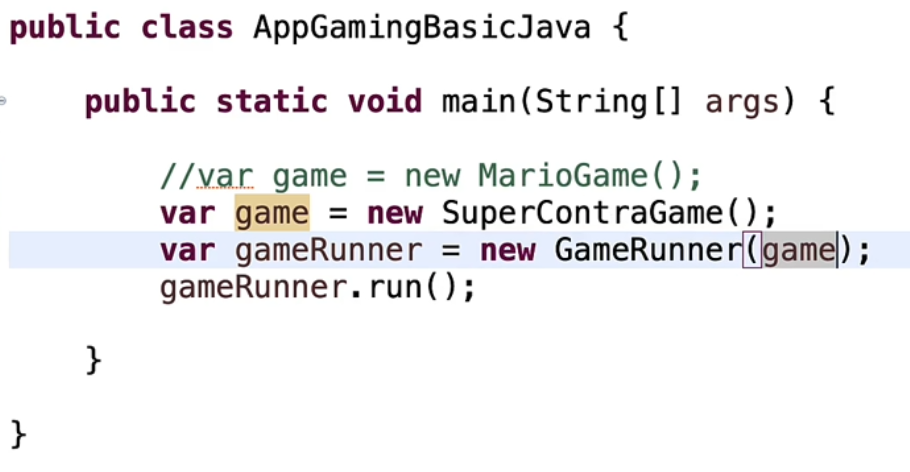 public class AppGamingBasicJava {
public static void main(String[] args) {
//var game = new MarioGame();
var game = new SuperContraGame();
var gameRunner = new GameRunner(game);
gameRunner.run();
}
}